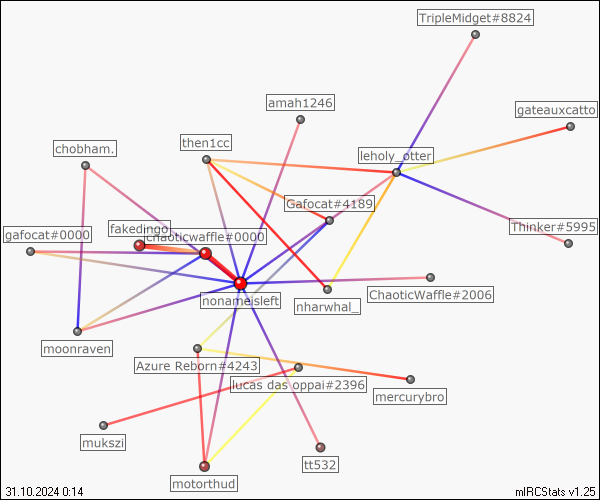 TripleMidget#8824
amah1246
gateauxcatto
then1cc
chobham.
leholy_otter
Gafocat#4189
fakedingo
Chaoticwaffle#0000
gafocat#0000
Thinker#5995
nonameisleft
nharwhal_
ChaoticWaffle#2006
moonraven
Azure Reborn#4243
lucas das oppai#2396
mercurybro
mukszi
tt532
motorthud
31.10.2024 0:14
mIRCStats v1.25